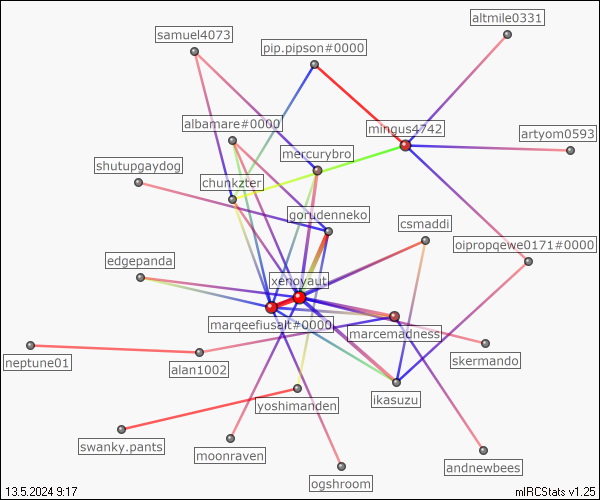 altmile0331
samuel4073
pip.pipson#0000
albamare#0000
mingus4742
artyom0593
mercurybro
shutupgaydog
chunkzter
gorudenneko
csmaddi
oipropqewe0171#0000
edgepanda
xenovaut
marqeefiusalt#0000
marcemadness
neptune01
alan1002
skermando
ikasuzu
yoshimanden
swanky.pants
moonraven
andnewbees
ogshroom
13.5.2024 9:17
mIRCStats v1.25